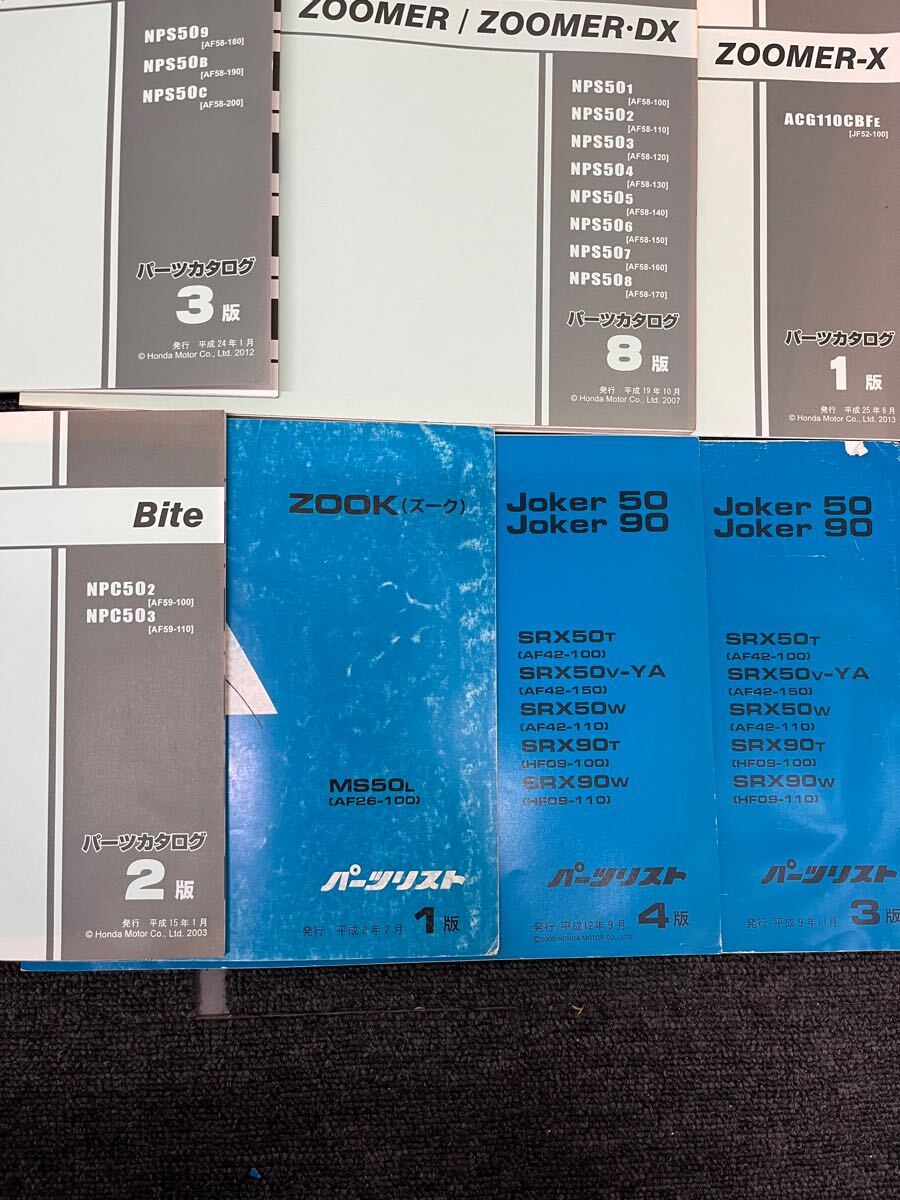 NPS509
[AF58-180]
NPS50B
[AF58-190]
NPS50C
[AF58-200]
パーツカタログ
3版
発行 平成24年1月
© Honda Motor Co., Ltd. 2012
ZOOMER / ZOOMER・DX
NPS501
[AF58-100]
NPS502
[AF58-110]
NPS503
[AF58-120]
NPS504
[AF58-130]
NPS505
[AF58-140]
NPS506
[AF58-150]
NPS507
[AF58-160]
NPS508
[AF58-170]
パーツカタログ
8版
発行 平成19年10月
© Honda Motor Co., Ltd. 2007
ZOOMER-X
ACG110CBFE
[JF52-100]
パーツカタログ
1版
発行 平成25年6月
© Honda Motor Co., Ltd. 2013
Bite
NPC502
[AF59-100]
NPC503
[AF59-110]
パーツカタログ
2版
発行 平成15年1月
© Honda Motor Co., Ltd. 2003
ZOOK(ズーク)
MS50L
(AF26-100)
パーツリスト
発行 平成2年2月 1版
Joker 50
Joker 90
SRX50T
(AF42-100)
SRX50V-YA
(AF42-150)
SRX50W
(AF42-110)
SRX90T
(HF09-100)
SRX90W
(HF09-110)
パーツリスト
発行 平成12年9月 4版
©2000 HONDA MOTOR CO., LTD.
Joker 50
Joker 90
SRX50T
(AF42-100)
SRX50V-YA
(AF42-150)
SRX50W
(AF42-110)
SRX90T
(HF09-100)
SRX90W
(HF09-110)
パーツリスト
発行 平成9年11月 3版